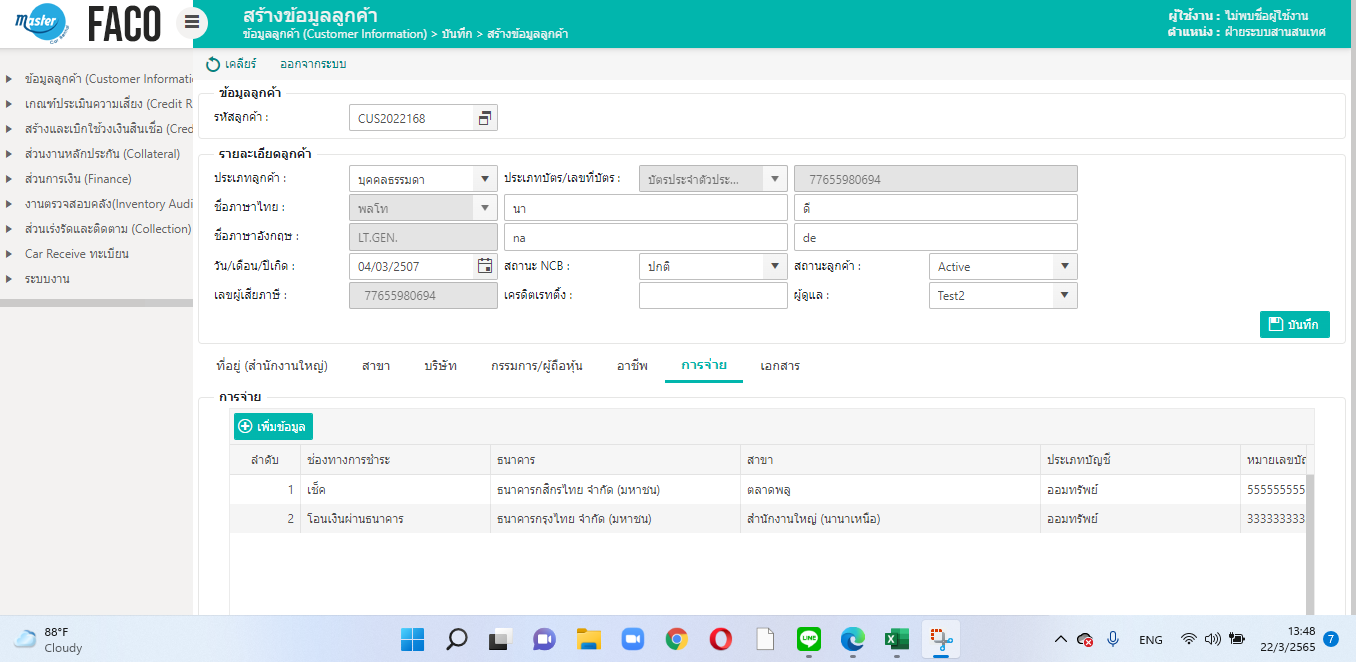 Master
Car Rental
FACO
สร้างข้อมูลลูกค้า
ข้อมูลลูกค้า (Customer Information) > บันทึก > สร้างข้อมูลลูกค้า
ผู้ใช้งาน : ไม่พบชื่อผู้ใช้งาน
ตำแหน่ง : ฝ่ายระบบสานสนเทศ
ข้อมูลลูกค้า (Customer Informati
เกณฑ์ประเมินความเสี่ยง (Credit R
สร้างและเบิกใช้วงเงินสินเชื่อ (Cred
ส่วนงานหลักประกัน (Collateral)
ส่วนการเงิน (Finance)
งานตรวจสอบคลัง(Inventory Audi
ส่วนเร่งรัดและติดตาม (Collection)
Car Receive ทะเบียน
ระบบงาน
เคลียร์ ออกจากระบบ
ข้อมูลลูกค้า
รหัสลูกค้า : CUS2022168
รายละเอียดลูกค้า
ประเภทลูกค้า : บุคคลธรรมดา ประเภทบัตร/เลขที่บัตร : บัตรประจำตัวประ... 77655980694
ชื่อภาษาไทย : พลโท นา ดี
ชื่อภาษาอังกฤษ : LT.GEN. na de
วัน/เดือน/ปีเกิด : 04/03/2507 สถานะ NCB : ปกติ สถานะลูกค้า : Active
เลขผู้เสียภาษี : 77655980694 เครดิตเรทติ้ง : ผู้ดูแล : Test2
บันทึก
ที่อยู่ (สำนักงานใหญ่) สาขา บริษัท กรรมการ/ผู้ถือหุ้น อาชีพ การจ่าย เอกสาร
การจ่าย
เพิ่มข้อมูล
ลำดับ ช่องทางการชำระ ธนาคาร สาขา ประเภทบัญชี หมายเลขบัญ
1 เช็ค ธนาคารกสิกรไทย จำกัด (มหาชน) ตลาดพลู ออมทรัพย์ 555555555
2 โอนเงินผ่านธนาคาร ธนาคารกรุงไทย จำกัด (มหาชน) สำนักงานใหญ่ (นานาเหนือ) ออมทรัพย์ 333333333
88°F
Cloudy
LINE
ENG
13:48
22/3/2565
7